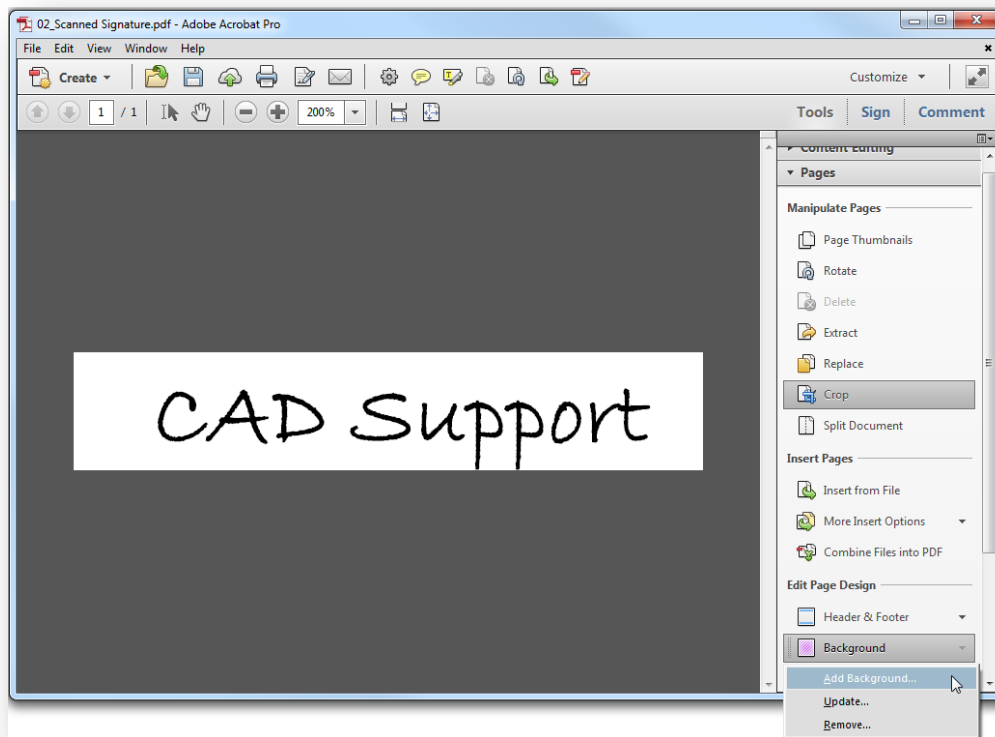 02_Scanned Signature.pdf - Adobe Acrobat Pro
File Edit View Window Help
Create Customize
1 / 1 200% Tools Sign Comment
Content Editing
Pages
Manipulate Pages
Page Thumbnails
Rotate
Delete
Extract
Replace
Crop
CAD Support
Split Document
Insert Pages
Insert from File
More Insert Options
Combine Files into PDF
Edit Page Design
Header & Footer
Background
Add Background...
Update...
Remove...